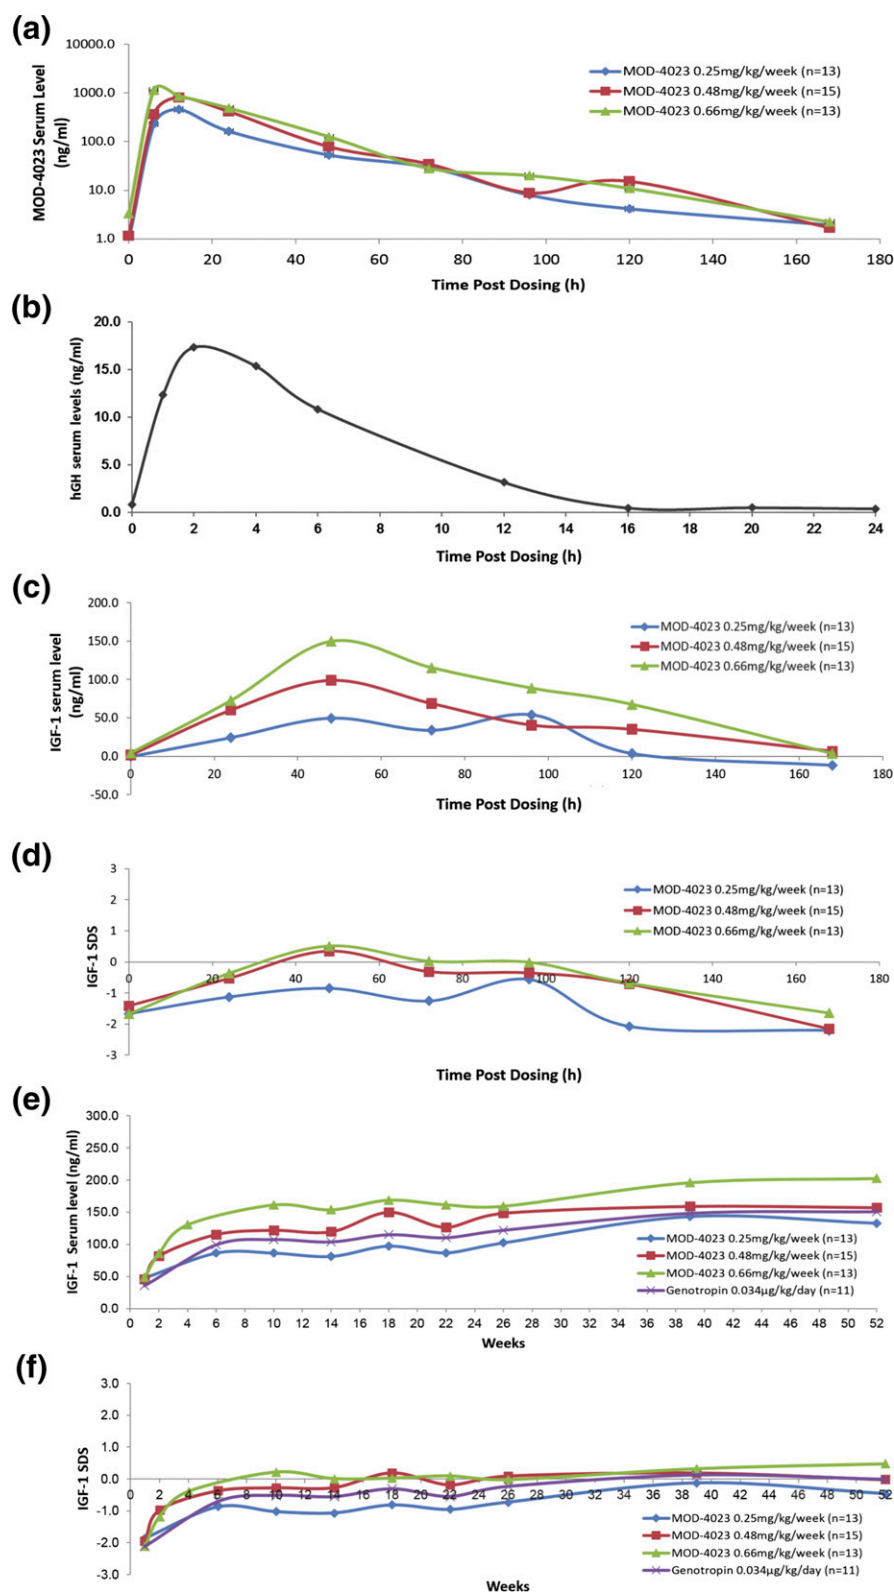 (a)
10000.0
1000.0
100.0
10.0
1.0
MOD-4023 Serum Level
(ng/ml)
MOD-4023 0.25mg/kg/week (n=13)
MOD-4023 0.48mg/kg/week (n=15)
MOD-4023 0.66mg/kg/week (n=13)
0 20 40 60 80 100 120 140 160 180
Time Post Dosing (h)
(b)
20.0
15.0
10.0
5.0
0.0
hGH serum levels (ng/ml)
0 2 4 6 8 10 12 14 16 18 20 22 24
Time Post Dosing (h)
(c)
200.0
150.0
100.0
50.0
0.0
-50.0
IGF-1 serum level
(ng/ml)
MOD-4023 0.25mg/kg/week (n=13)
MOD-4023 0.48mg/kg/week (n=15)
MOD-4023 0.66mg/kg/week (n=13)
0 20 40 60 80 100 120 140 160 180
Time Post Dosing (h)
(d)
3
2
1
0
-1
-2
-3
IGF-1 SDS
MOD-4023 0.25mg/kg/week (n=13)
MOD-4023 0.48mg/kg/week (n=15)
MOD-4023 0.66mg/kg/week (n=13)
0 20 40 60 80 100 120 140 160 180
Time Post Dosing (h)
(e)
300.0
250.0
200.0
150.0
100.0
50.0
0.0
IGF-1 Serum level (ng/ml)
MOD-4023 0.25mg/kg/week (n=13)
MOD-4023 0.48mg/kg/week (n=15)
MOD-4023 0.66mg/kg/week (n=13)
Genotropin 0.034μg/kg/day (n=11)
0 2 4 6 8 10 12 14 16 18 20 22 24 26 28 30 32 34 36 38 40 42 44 46 48 50 52
Weeks
(f)
3.0
2.0
1.0
0.0
-1.0
-2.0
-3.0
IGF-1 SDS
0 2 4 6 8 10 12 14 16 18 20 22 24 26 28 30 32 34 36 38 40 42 44 46 48 50 52
MOD-4023 0.25mg/kg/week (n=13)
MOD-4023 0.48mg/kg/week (n=15)
MOD-4023 0.66mg/kg/week (n=13)
Genotropin 0.034μg/kg/day (n=11)
Weeks